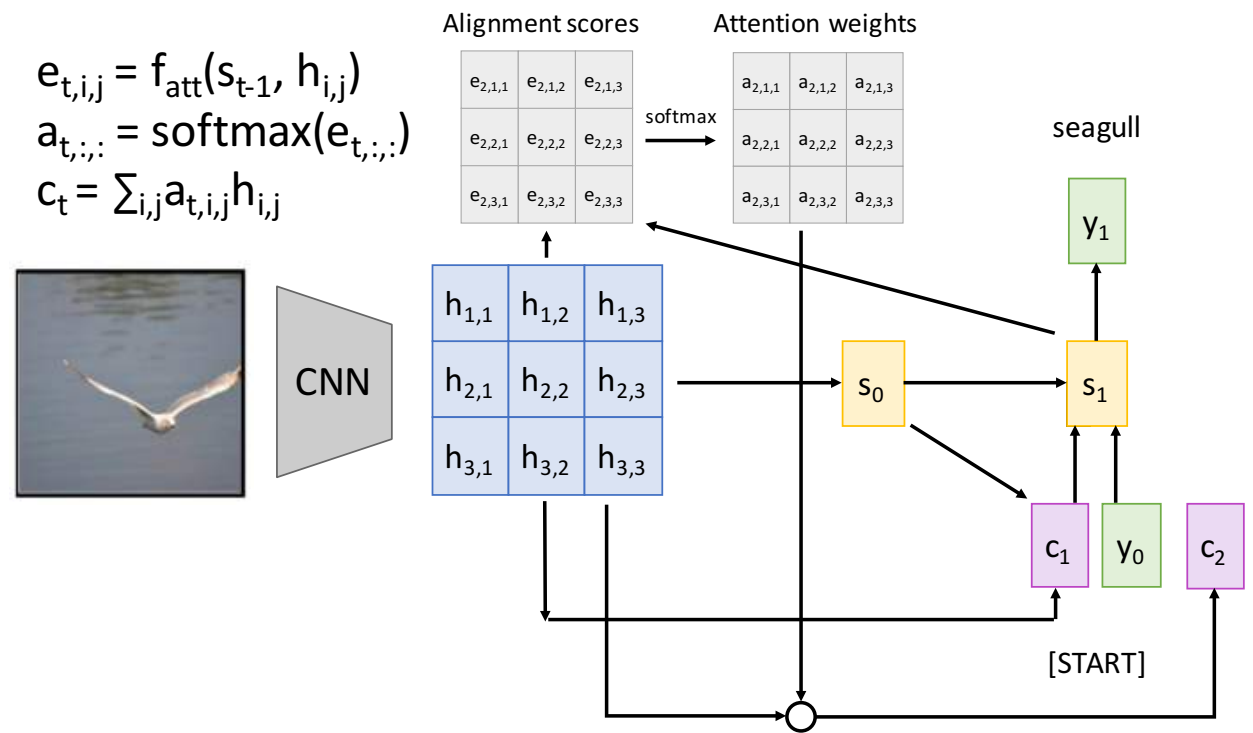 Alignment scores
Attention weights
e_{t,i,j} = f_{att}(s_{t-1}, h_{i,j})
a_{t,:,:} = softmax(e_{t,:,:})
c_t = ∑_{i,j}a_{t,i,j}h_{i,j}
e_{2,1,1} e_{2,1,2} e_{2,1,3}
e_{2,2,1} e_{2,2,2} e_{2,2,3}
e_{2,3,1} e_{2,3,2} e_{2,3,3}
softmax
a_{2,1,1} a_{2,1,2} a_{2,1,3}
a_{2,2,1} a_{2,2,2} a_{2,2,3}
a_{2,3,1} a_{2,3,2} a_{2,3,3}
seagull
y_1
CNN
h_{1,1} h_{1,2} h_{1,3}
h_{2,1} h_{2,2} h_{2,3}
h_{3,1} h_{3,2} h_{3,3}
s_0
s_1
c_1
y_0
c_2
[START]